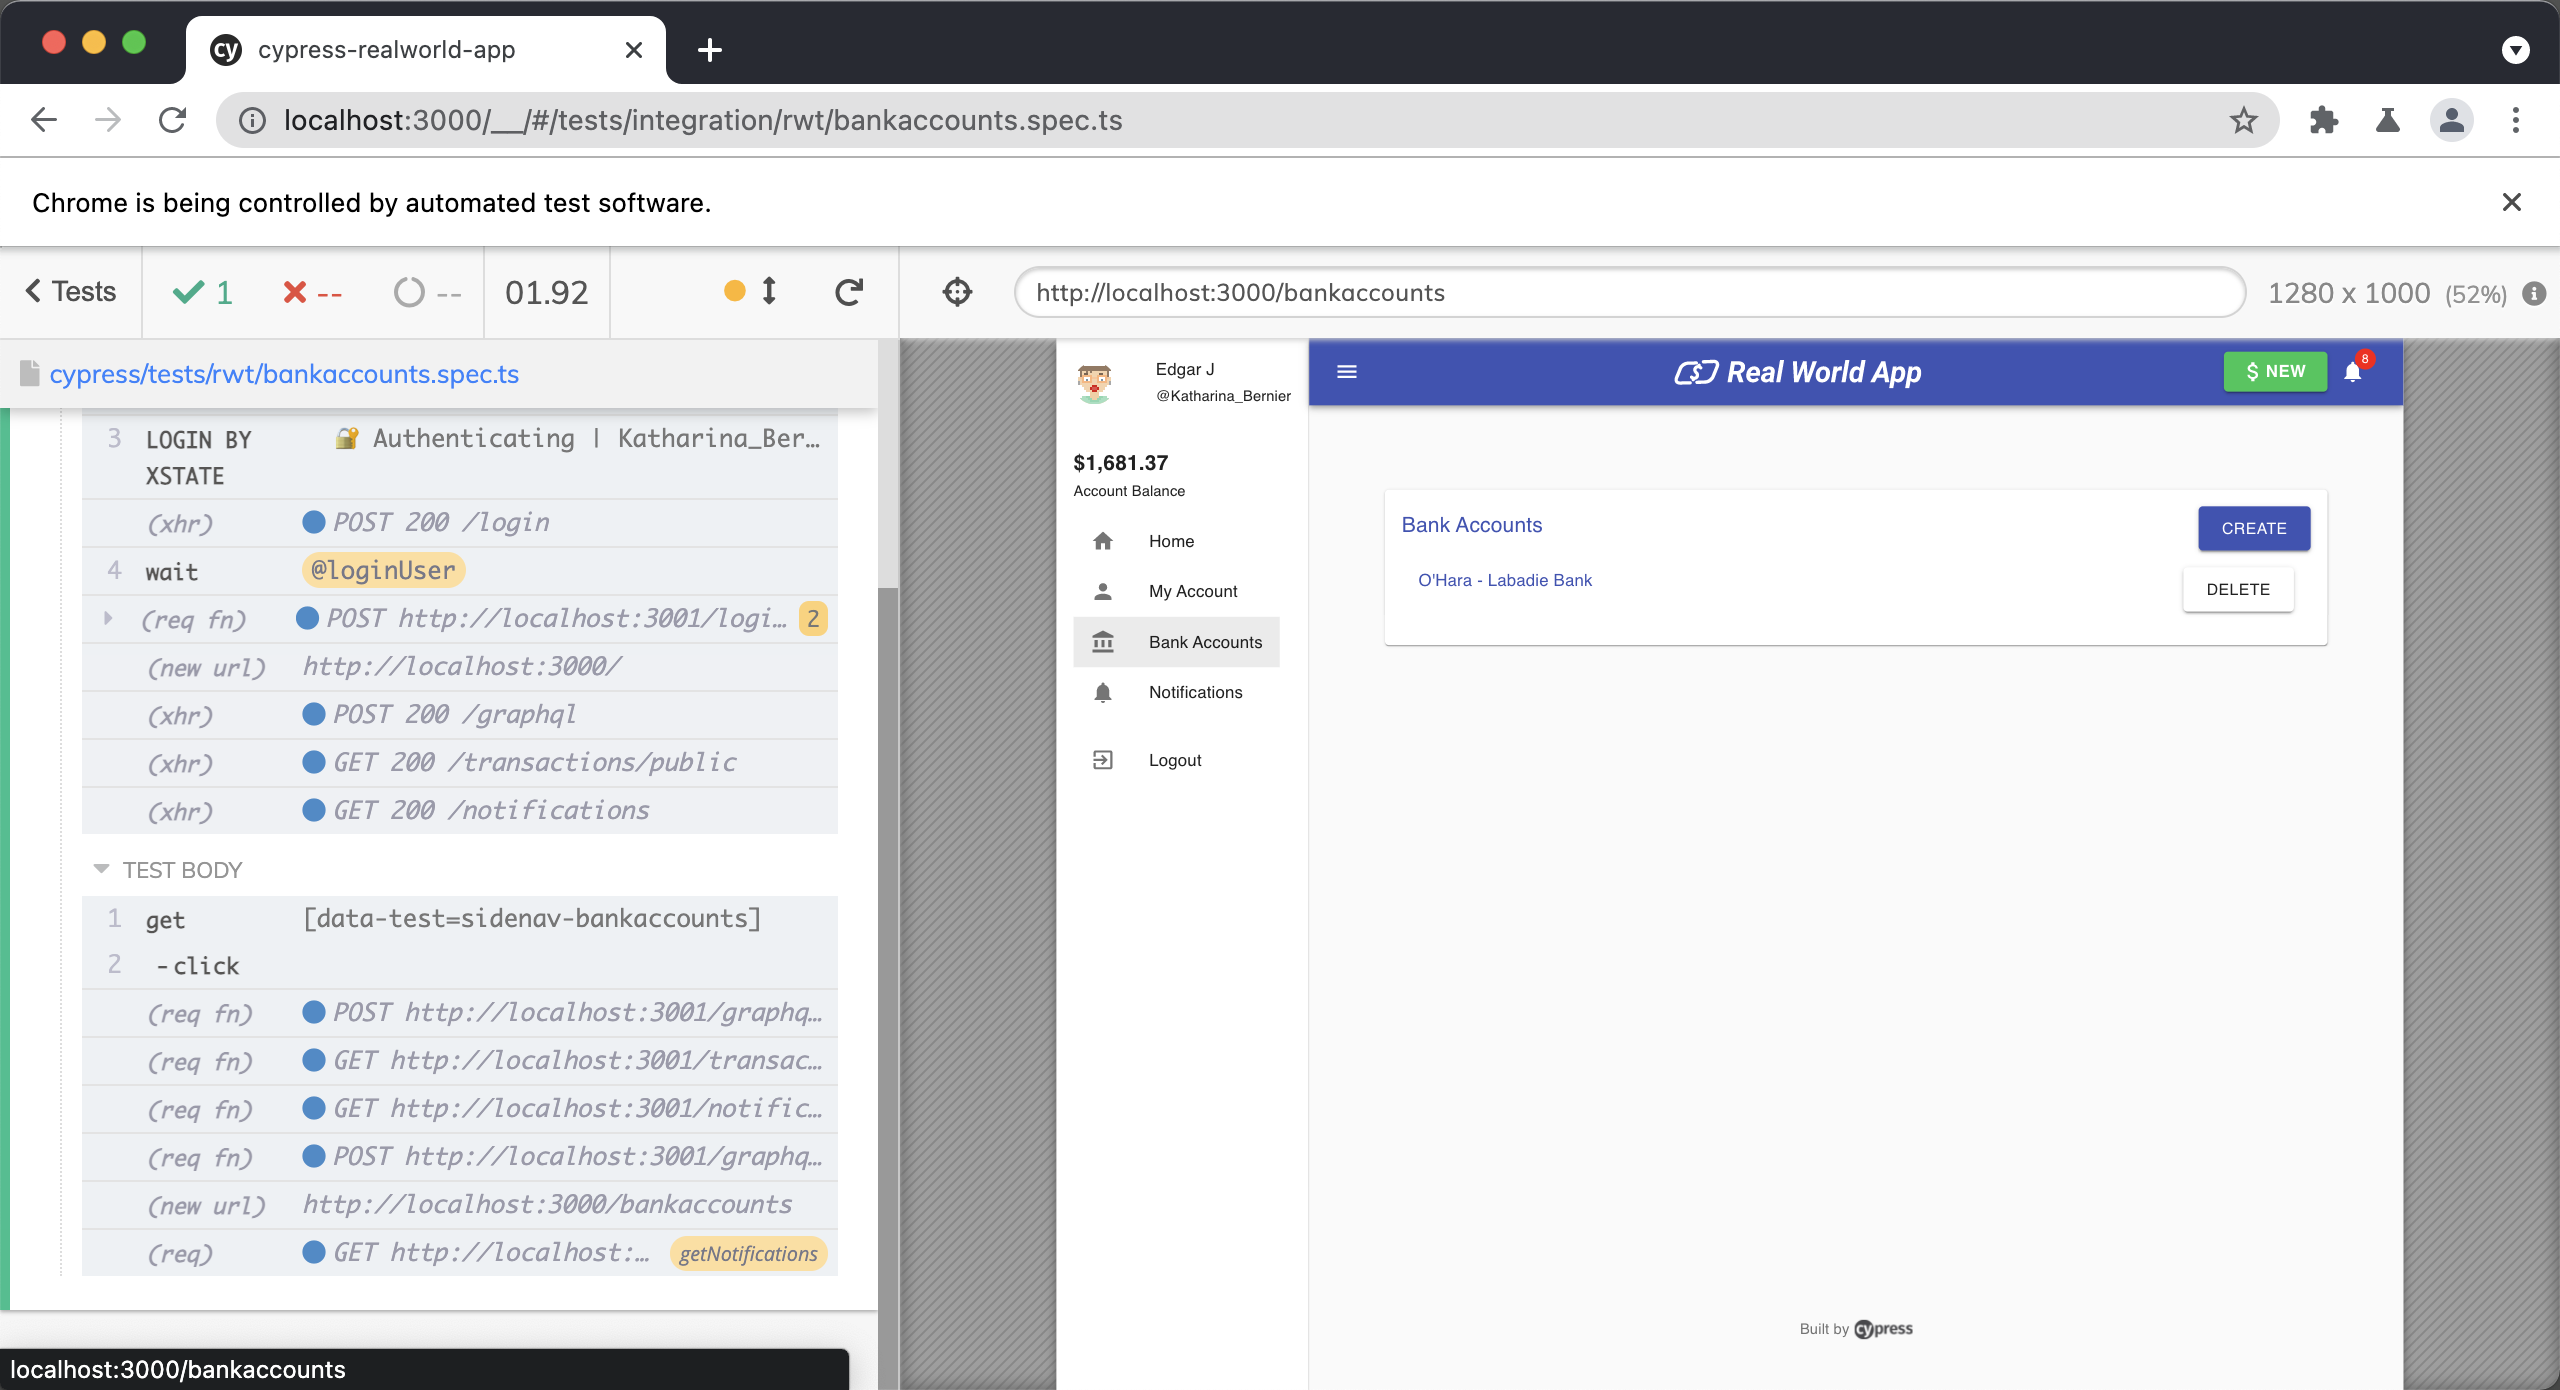 cypress-realworld-app
localhost:3000/__/#/tests/integration/rwt/bankaccounts.spec.ts
Chrome is being controlled by automated test software.
Tests 1 -- -- 01.92
http://localhost:3000/bankaccounts 1280 x 1000 (52%)
cypress/tests/rwt/bankaccounts.spec.ts
3 LOGIN BY XSTATE Authenticating | Katharina_Ber…
(xhr) POST 200 /login
4 wait @loginUser
(req fn) POST http://localhost:3001/logi… 2
(new url) http://localhost:3000/
(xhr) POST 200 /graphql
(xhr) GET 200 /transactions/public
(xhr) GET 200 /notifications
TEST BODY
1 get [data-test=sidenav-bankaccounts]
2 -click
(req fn) POST http://localhost:3001/graphq…
(req fn) GET http://localhost:3001/transac…
(req fn) GET http://localhost:3001/notific…
(req fn) POST http://localhost:3001/graphq…
(new url) http://localhost:3000/bankaccounts
(req) GET http://localhost:… getNotifications
localhost:3000/bankaccounts
Edgar J
@Katharina_Bernier
$1,681.37
Account Balance
Home
My Account
Bank Accounts
Notifications
Logout
Real World App
$ NEW
8
Bank Accounts
CREATE
O'Hara - Labadie Bank
DELETE
Built by cypress